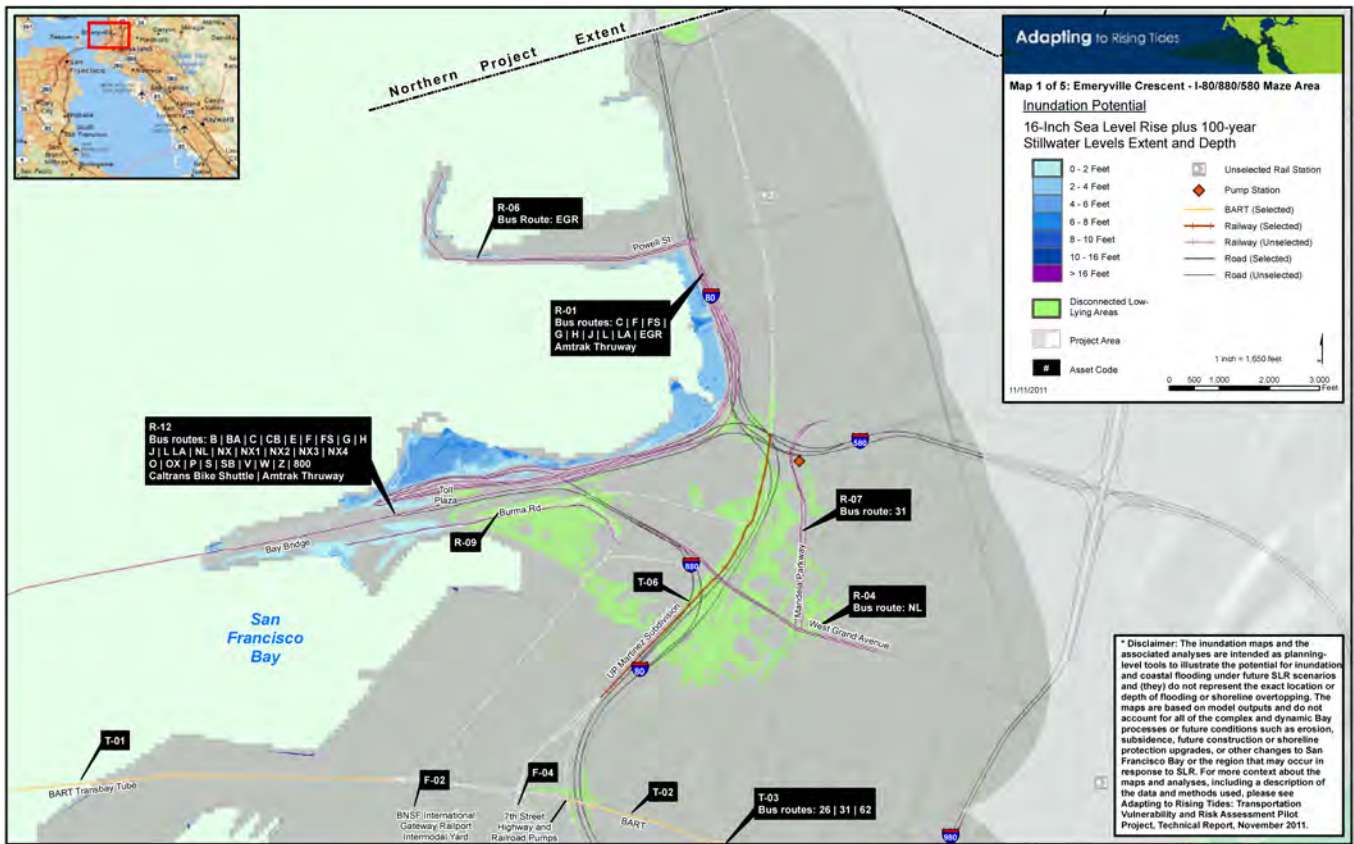 Northern Project Extent
Adapting to Rising Tides
Map 1 of 5: Emeryville Crescent - I-80/880/580 Maze Area
Inundation Potential
16-Inch Sea Level Rise plus 100-year
Stillwater Levels Extent and Depth
0 - 2 Feet
2 - 4 Feet
4 - 6 Feet
6 - 8 Feet
8 - 10 Feet
10 - 16 Feet
> 16 Feet
Disconnected Low-
Lying Areas
Project Area
# Asset Code
Unselected Rail Station
Pump Station
BART (Selected)
Railway (Selected)
Railway (Unselected)
Road (Selected)
Road (Unselected)
1 inch = 1,650 feet
0 500 1,000 2,000 3,000
Feet
11/11/2011
R-06
Bus Route: EGR
Powell St
R-01
Bus routes: C | F | FS |
G | H | J | L | LA | EGR
Amtrak Thruway
80
R-12
Bus routes: B | BA | C | CB | E | F | FS | G | H
J | L LA | NL | NX | NX1 | NX2 | NX3 | NX4
O | OX | P | S | SB | V | W | Z | 800
Caltrans Bike Shuttle | Amtrak Thruway
580
Toll
Plaza
Burma Rd
Bay Bridge
R-09
R-07
Bus route: 31
Mandela Parkway
880
T-06
R-04
Bus route: NL
West Grand Avenue
UP Martinez Subdivision
80
San
Francisco
Bay
T-01
BART Transbay Tube
F-02
BNSF International
Gateway Railport
Intermodal Yard
F-04
7th Street
Highway and
Railroad Pumps
T-02
BART
T-03
Bus routes: 26 | 31 | 62
980
* Disclaimer: The inundation maps and the
associated analyses are intended as planning-
level tools to illustrate the potential for inundation
and coastal flooding under future SLR scenarios
and (they) do not represent the exact location or
depth of flooding or shoreline overtopping. The
maps are based on model outputs and do not
account for all of the complex and dynamic Bay
processes or future conditions such as erosion,
subsidence, future construction or shoreline
protection upgrades, or other changes to San
Francisco Bay or the region that may occur in
response to SLR. For more context about the
maps and analyses, including a description of
the data and methods used, please see
Adapting to Rising Tides: Transportation
Vulnerability and Risk Assessment Pilot
Project, Technical Report, November 2011.